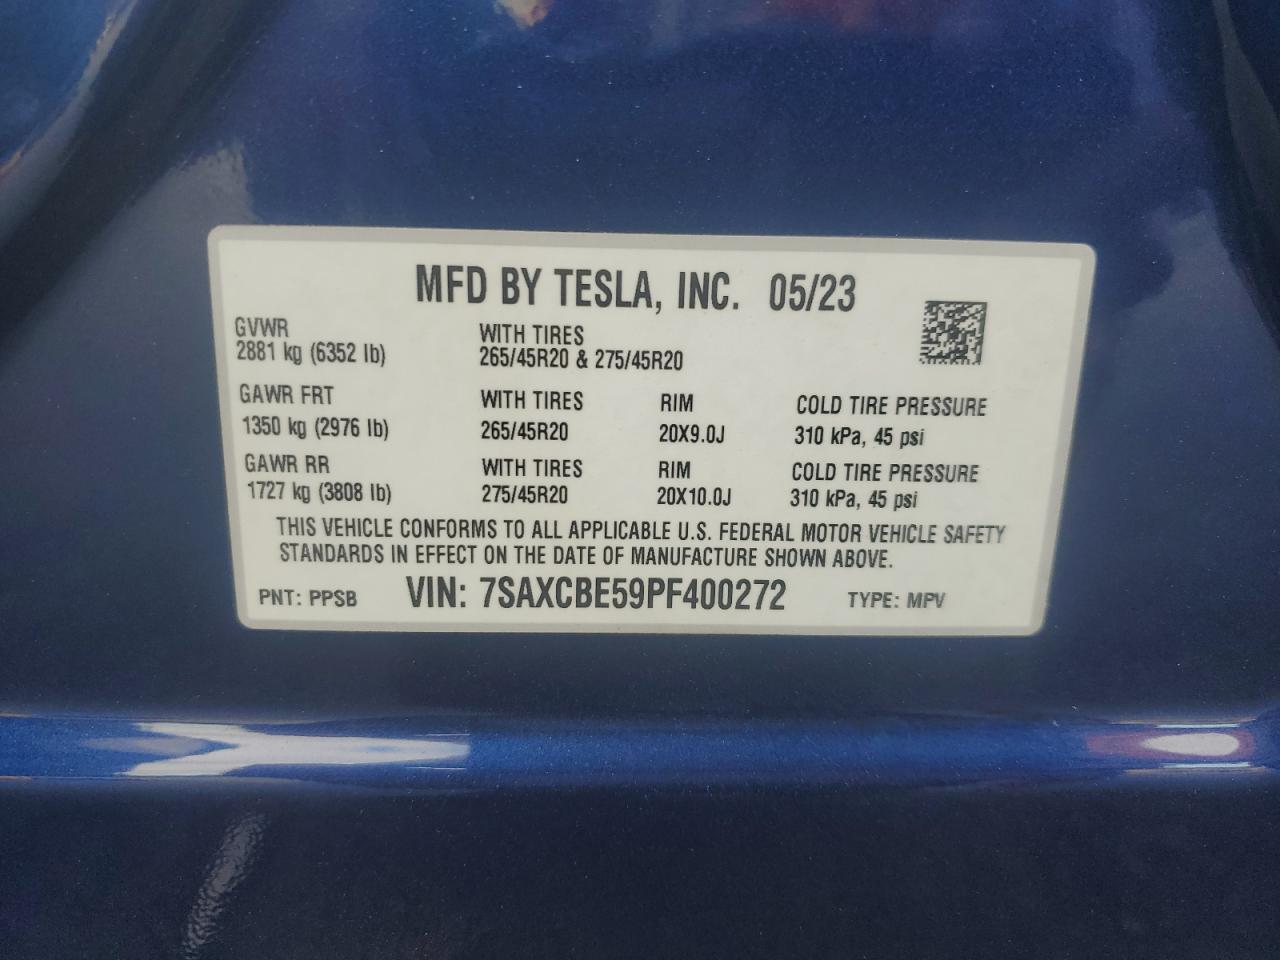 MFD BY TESLA, INC. 05/23
GVWR
2881 kg (6352 lb)
WITH TIRES
265/45R20 & 275/45R20
GAWR FRT WITH TIRES RIM COLD TIRE PRESSURE
1350 kg (2976 lb) 265/45R20 20X9.0J 310 kPa, 45 psi
GAWR RR WITH TIRES RIM COLD TIRE PRESSURE
1727 kg (3808 lb) 275/45R20 20X10.0J 310 kPa, 45 psi
THIS VEHICLE CONFORMS TO ALL APPLICABLE U.S. FEDERAL MOTOR VEHICLE SAFETY
STANDARDS IN EFFECT ON THE DATE OF MANUFACTURE SHOWN ABOVE.
PNT: PPSB VIN: 7SAXCBE59PF400272 TYPE: MPV